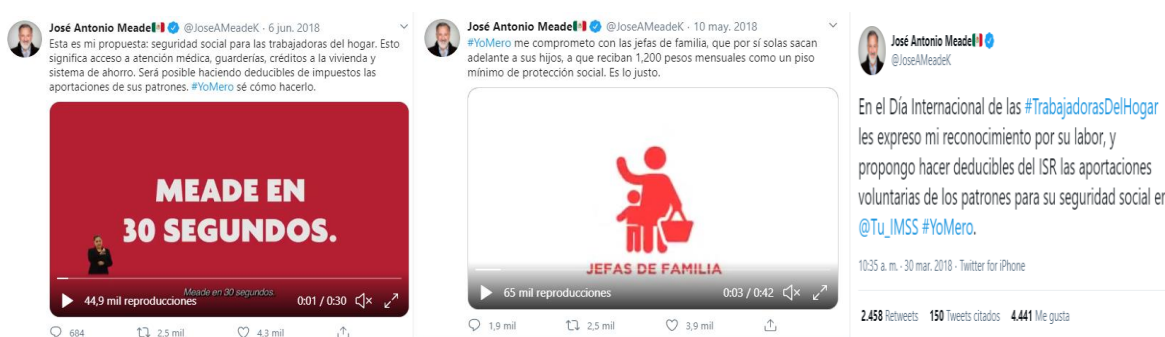 José Antonio Meade @JoseAMeadeK · 6 jun. 2018
Esta es mi propuesta: seguridad social para las trabajadoras del hogar. Esto
significa acceso a atención médica, guarderías, créditos a la vivienda y
sistema de ahorro. Será posible haciendo deducibles de impuestos las
aportaciones de sus patrones. #YoMero sé cómo hacerlo.
MEADE EN
30 SEGUNDOS.
Meade en 30 segundos.
44,9 mil reproducciones
0:01 / 0:30
684
2,5 mil
4,3 mil
José Antonio Meade @JoseAMeadeK · 10 may. 2018
#YoMero me comprometo con las jefas de familia, que por sí solas sacan
adelante a sus hijos, a que reciban 1,200 pesos mensuales como un piso
mínimo de protección social. Es lo justo.
JEFAS DE FAMILIA
65 mil reproducciones
0:03 / 0:42
1,9 mil
2,5 mil
3,9 mil
José Antonio Meade
@JoseAMeadeK
En el Día Internacional de las #TrabajadorasDelHogar
les expreso mi reconocimiento por su labor, y
propongo hacer deducibles del ISR las aportaciones
voluntarias de los patrones para su seguridad social en
@Tu_IMSS #YoMero.
10:35 a. m. · 30 mar. 2018 · Twitter for iPhone
2.458 Retweets 150 Tweets citados 4.441 Me gusta